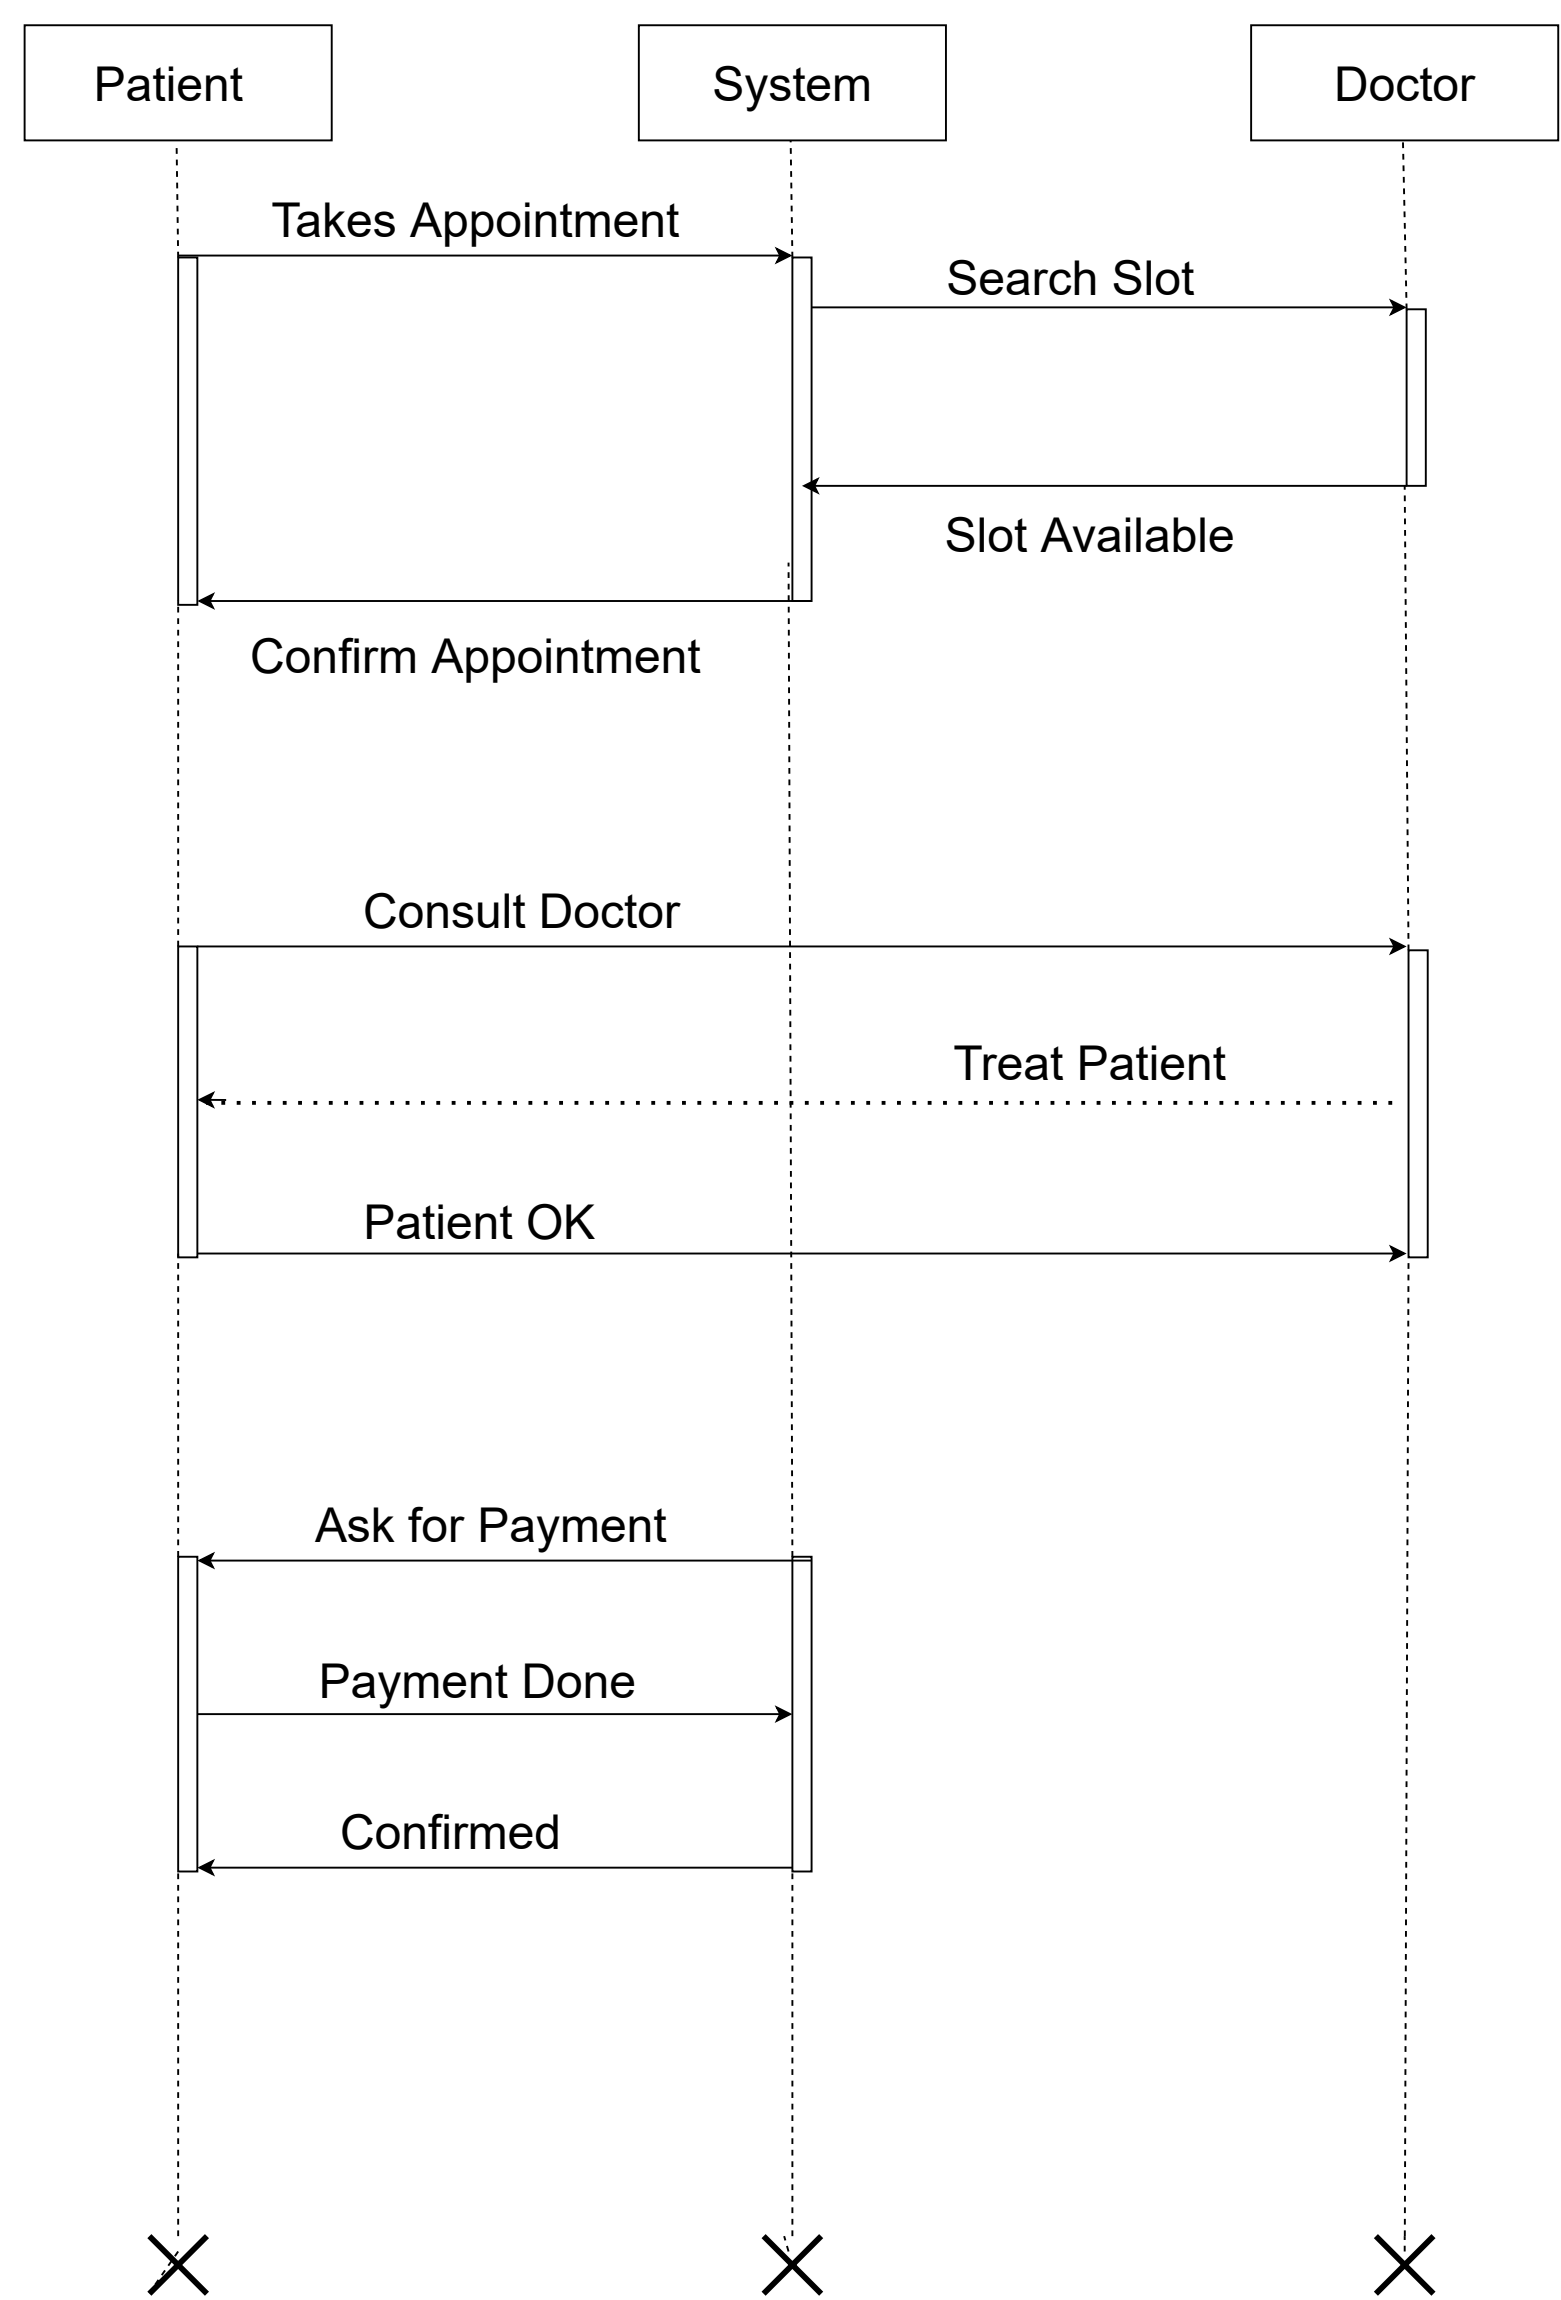 Patient
System
Doctor
Takes Appointment
Search Slot
Slot Available
Confirm Appointment
Consult Doctor
Treat Patient
Patient OK
Ask for Payment
Payment Done
Confirmed